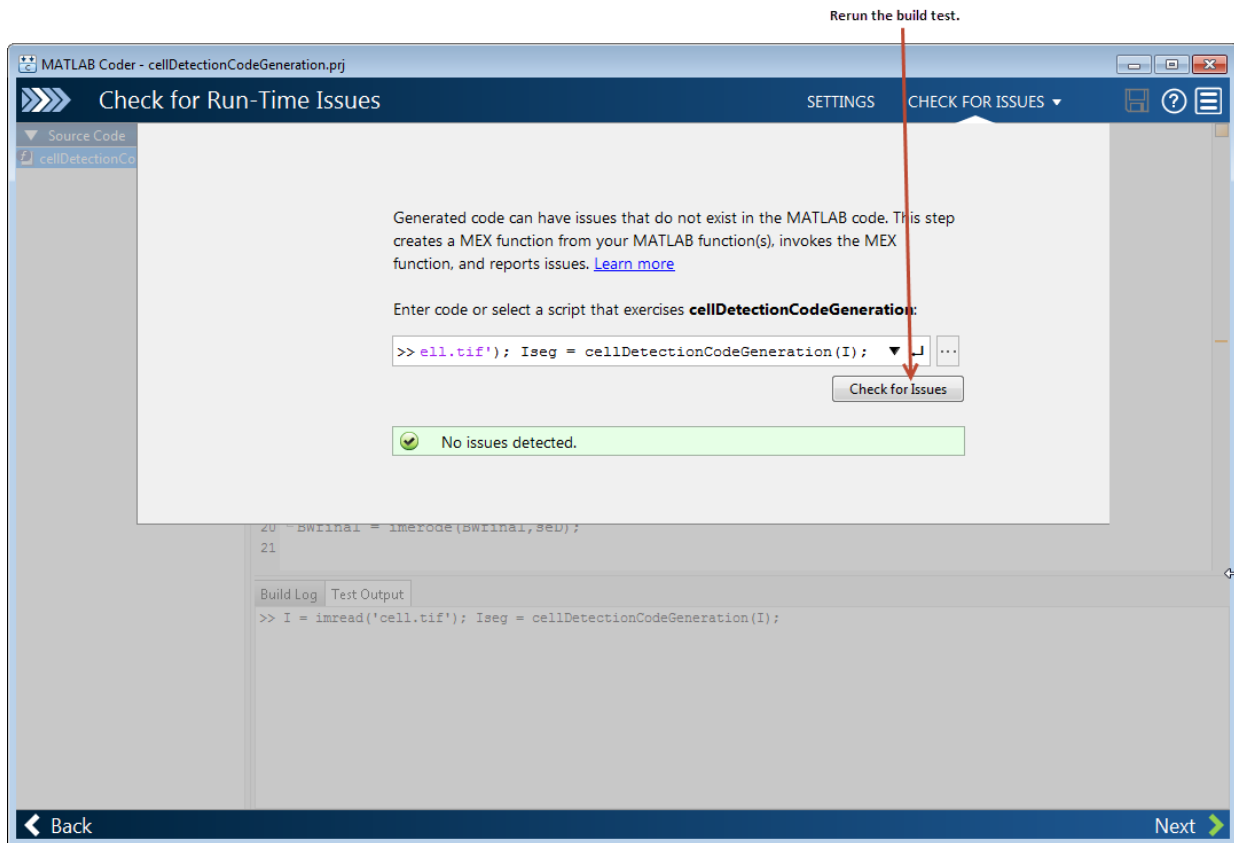 Rerun the build test.
MATLAB Coder - cellDetectionCodeGeneration.prj
Check for Run-Time Issues
SETTINGS
CHECK FOR ISSUES
Source Code
cellDetectionCo
Generated code can have issues that do not exist in the MATLAB code. This step
creates a MEX function from your MATLAB function(s), invokes the MEX
function, and reports issues. Learn more
Enter code or select a script that exercises cellDetectionCodeGeneration:
>> ell.tif'); Iseg = cellDetectionCodeGeneration(I);
...
Check for Issues
No issues detected.
20 BWfinal = imerode(BWfinal,seD);
21
Build Log
Test Output
>> I = imread('cell.tif'); Iseg = cellDetectionCodeGeneration(I);
Back
Next